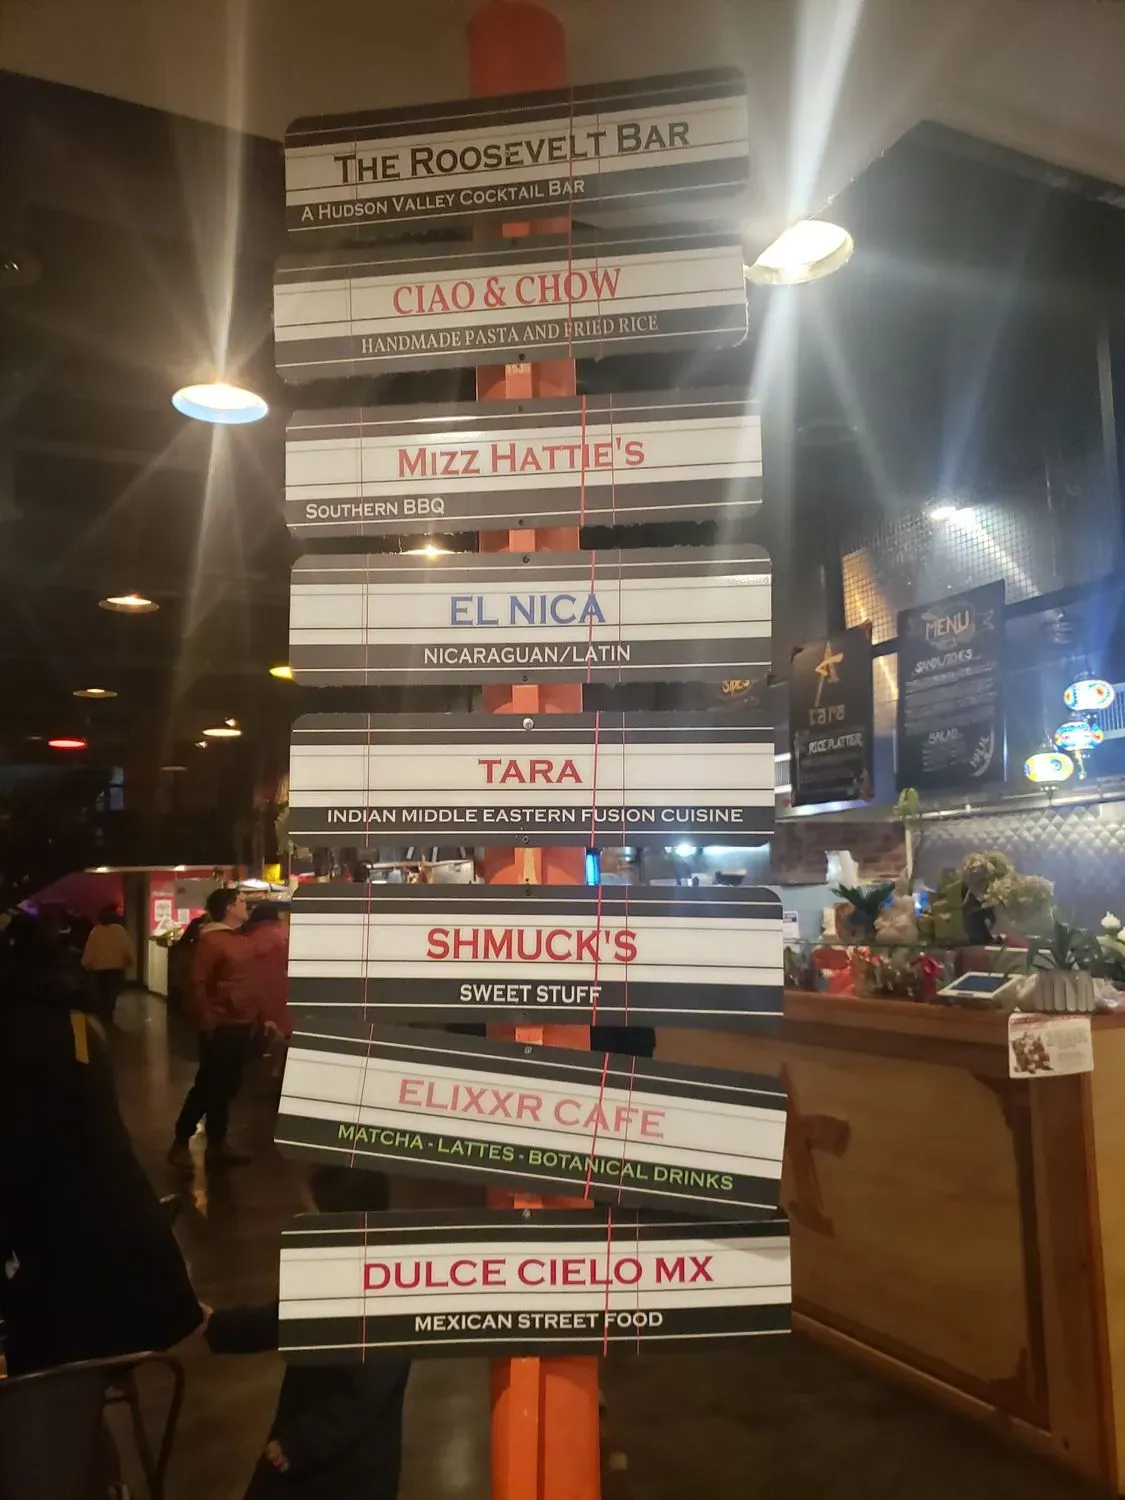 The Roosevelt Bar
A Hudson Valley Cocktail Bar
CIAO & CHOW
HANDMADE PASTA AND FRIED RICE
Mizz Hattie's
Southern BBQ
EL NICA
NICARAGUAN/LATIN
TARA
INDIAN MIDDLE EASTERN FUSION CUISINE
SHMUCK'S
SWEET STUFF
ELIXXR CAFE
MATCHA - LATTES - BOTANICAL DRINKS
DULCE CIELO MX
MEXICAN STREET FOOD
SIDES
tara
RICE PLATTER
MENU
SANDWICHES
SALAD